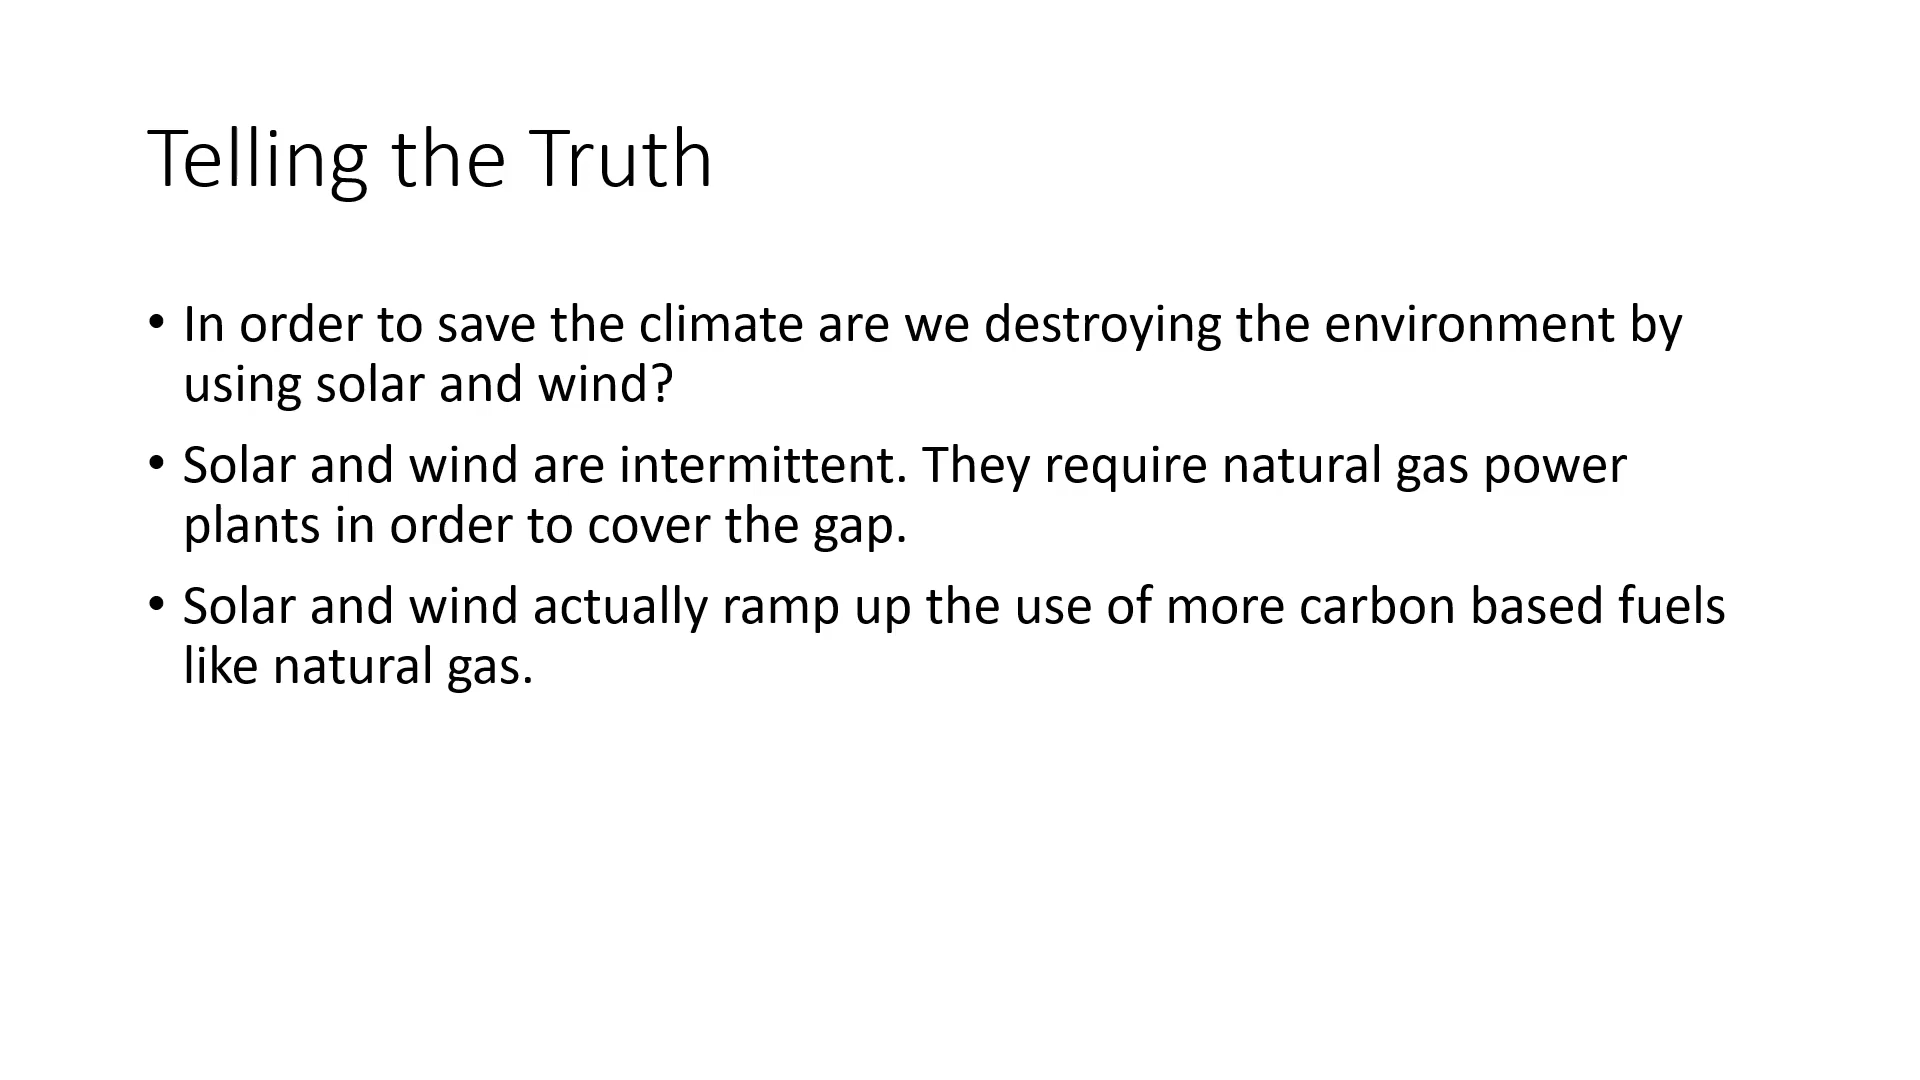 Telling the Truth
• In order to save the climate are we destroying the environment by
using solar and wind?
• Solar and wind are intermittent. They require natural gas power
plants in order to cover the gap.
• Solar and wind actually ramp up the use of more carbon based fuels
like natural gas.